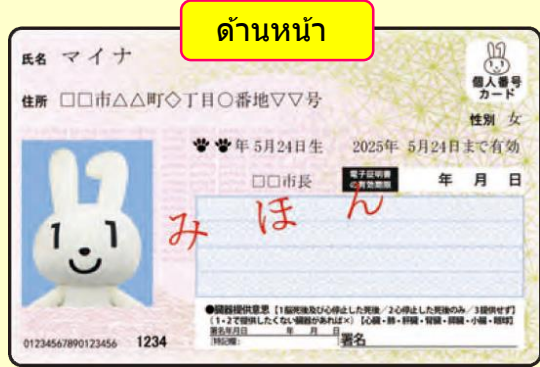 ด้านหน้า
氏名 マイナ
個人番号
カード
住所 □□市△△町◇丁目○番地▽▽号
性別 女
年5月24日生 2025年 5月24日まで有効
□□市長 電子証明書の有効期限 年 月 日
1 1
みほん
●臓器提供意思【1脳死後及び心停止した死後/2心停止した死後のみ/3提供せず】
(1・2で提供したくない臓器があれば×)【心臓・肺・肝臓・腎臓・膵臓・小腸・眼球】
署名年月日 年 月 日
[特記欄: 署名
01234567890123456 1234